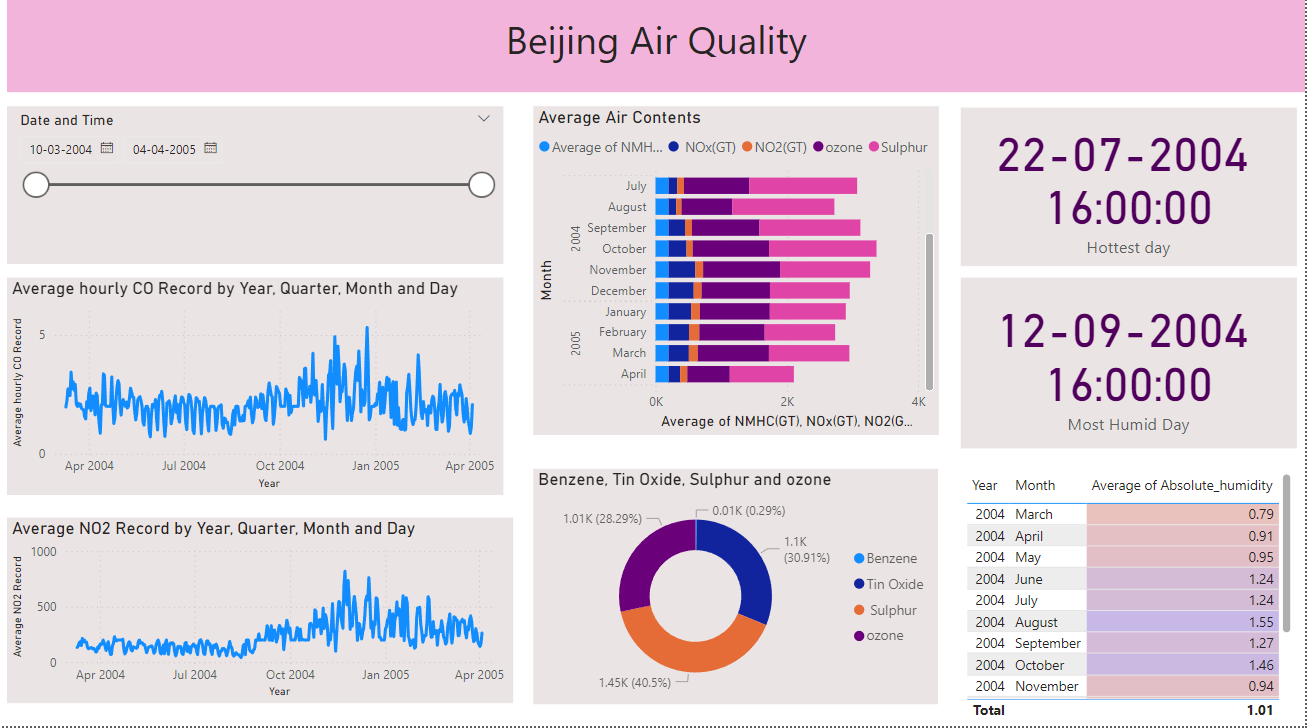 Beijing Air Quality
Date and Time
10-03-2004 04-04-2005
Average hourly CO Record by Year, Quarter, Month and Day
Average hourly CO Record
5
0
Apr 2004 Jul 2004 Oct 2004 Jan 2005 Apr 2005
Year
Average NO2 Record by Year, Quarter, Month and Day
Average NO2 Record
1000
500
0
Apr 2004 Jul 2004 Oct 2004 Jan 2005 Apr 2005
Year
Average Air Contents
Average of NMH... NOx(GT) NO2(GT) ozone Sulphur
Month
2004
July
August
September
October
November
December
2005
January
February
March
April
0K 2K 4K
Average of NMHC(GT), NOx(GT), NO2(G...
Benzene, Tin Oxide, Sulphur and ozone
0.01K (0.29%)
1.01K (28.29%)
1.1K
(30.91%)
1.45K (40.5%)
Benzene
Tin Oxide
Sulphur
ozone
22-07-2004
16:00:00
Hottest day
12-09-2004
16:00:00
Most Humid Day
Year Month Average of Absolute_humidity
2004 March 0.79
2004 April 0.91
2004 May 0.95
2004 June 1.24
2004 July 1.24
2004 August 1.55
2004 September 1.27
2004 October 1.46
2004 November 0.94
Total 1.01